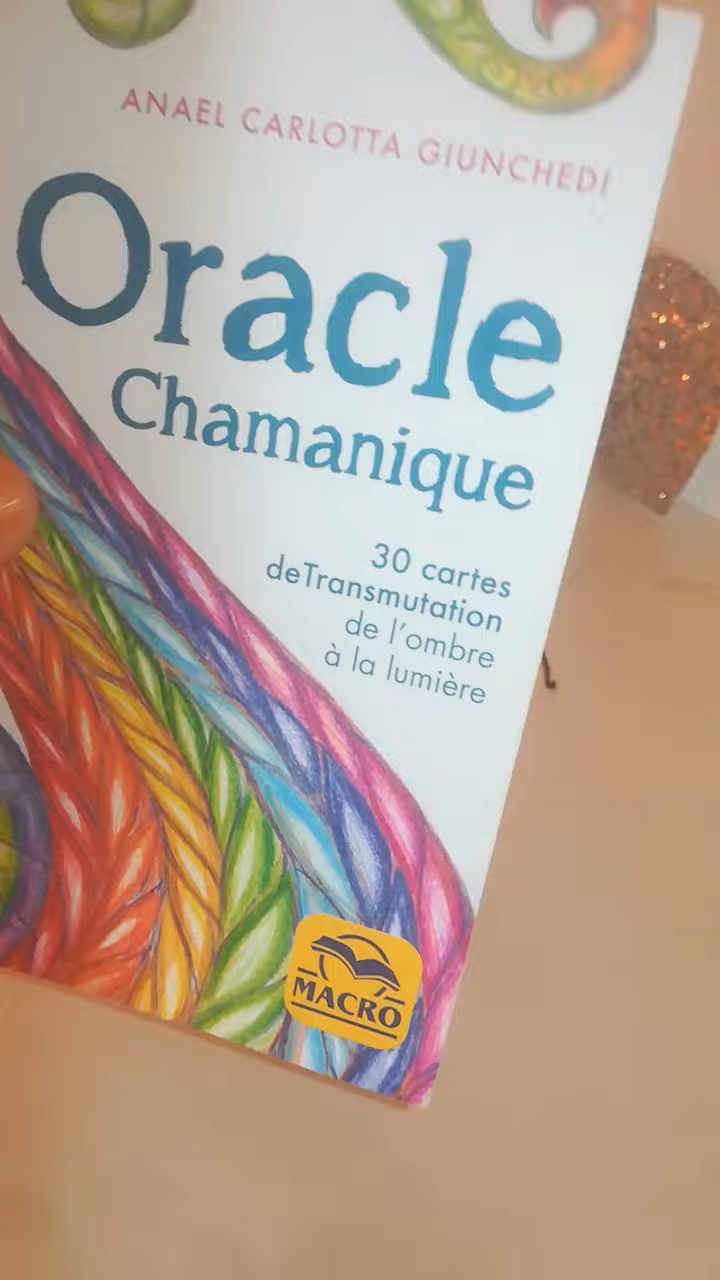 ANAEL CARLOTTA GIUNCHEDI
Oracle
Chamanique
30 cartes
deTransmutation
de l'ombre
à la lumière
MACRO